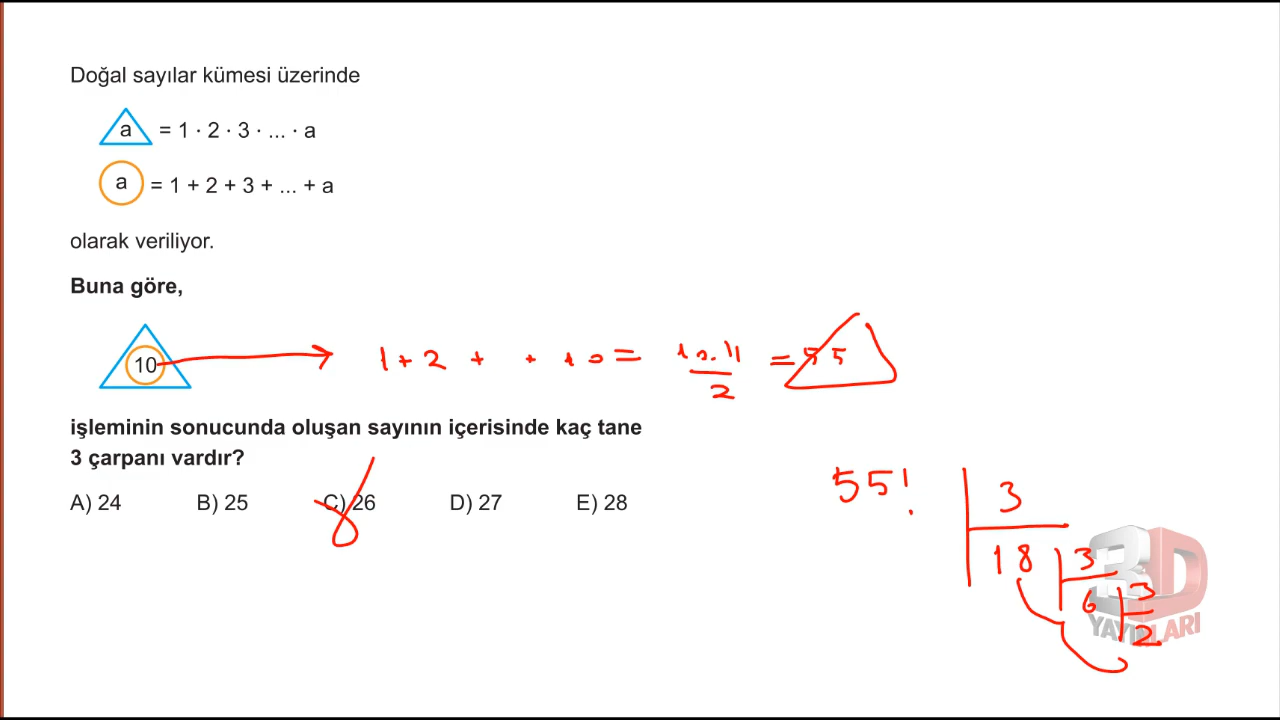 Doğal sayılar kümesi üzerinde
a = 1 · 2 · 3 · ... · a
a = 1 + 2 + 3 + ... + a
olarak veriliyor.
Buna göre,
10 1 + 2 + . . 10 = 10.11 / 2 = 55
işleminin sonucunda oluşan sayının içerisinde kaç tane
3 çarpanı vardır?
A) 24 B) 25 C) 26 D) 27 E) 28
55! 3
18 3
6 3
2
3D
YAYINLARI